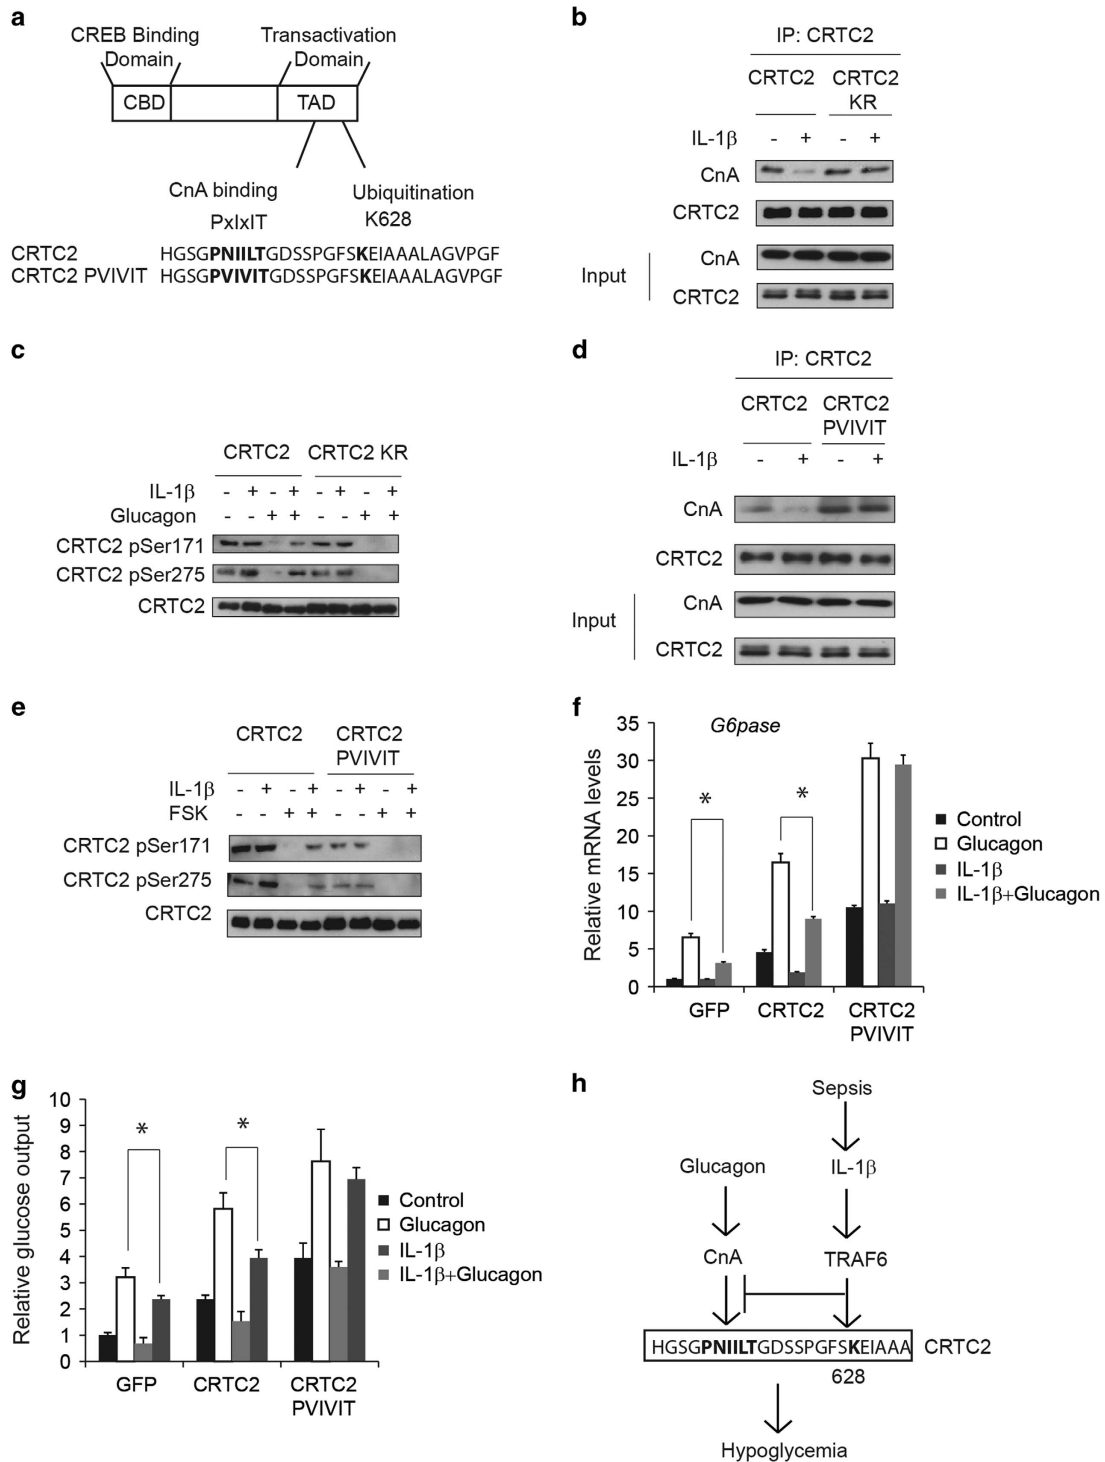 a
CREB Binding
Domain
Transactivation
Domain
CBD
TAD
CnA binding
PxIxIT
Ubiquitination
K628
CRTC2 HGSGPNIILTGDSSPGFSKEIAAALAGVPGF
CRTC2 PVIVIT HGSGPVIVITGDSSPGFSKEIAAALAGVPGF
b
IP: CRTC2
CRTC2 CRTC2
KR
IL-1β - + - +
CnA
CRTC2
Input
CnA
CRTC2
c
CRTC2 CRTC2 KR
IL-1β - + - + - + - +
Glucagon - - + + - - + +
CRTC2 pSer171
CRTC2 pSer275
CRTC2
d
IP: CRTC2
CRTC2 CRTC2
PVIVIT
IL-1β - + - +
CnA
CRTC2
Input
CnA
CRTC2
e
CRTC2 CRTC2
PVIVIT
IL-1β - + - + - + - +
FSK - - + + - - + +
CRTC2 pSer171
CRTC2 pSer275
CRTC2
f
G6pase
Relative mRNA levels
35
30
25
20
15
10
5
0
*
*
GFP
CRTC2
CRTC2
PVIVIT
Control
Glucagon
IL-1β
IL-1β+Glucagon
g
Relative glucose output
10
9
8
7
6
5
4
3
2
1
0
*
*
GFP
CRTC2
CRTC2
PVIVIT
Control
Glucagon
IL-1β
IL-1β+Glucagon
h
Sepsis
Glucagon
IL-1β
CnA
TRAF6
HGSGPNIILTGDSSPGFSKEIAAA CRTC2
628
Hypoglycemia